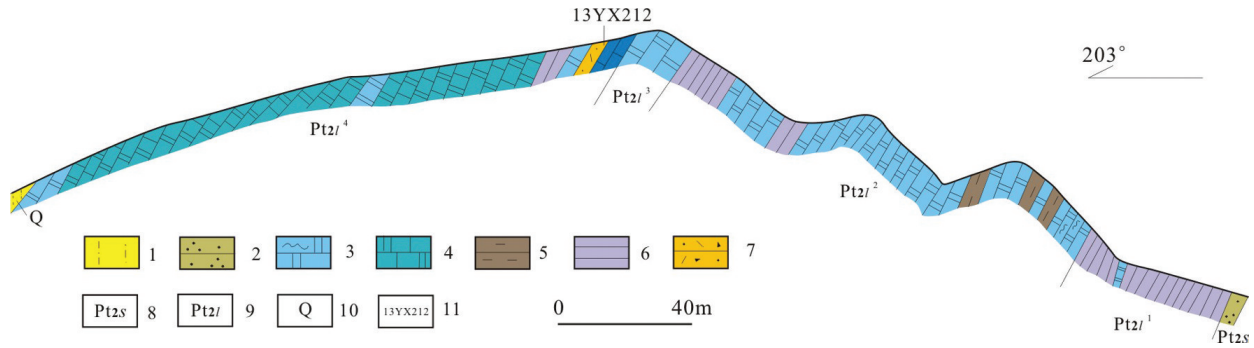 13YX212
203°
Pt2l³
Pt2l⁴
Pt2l²
Q
Pt2l¹
Pt2s
1 2 3 4 5 6 7
Pt2s 8 Pt2l 9 Q 10 13YX212 11 0 40m